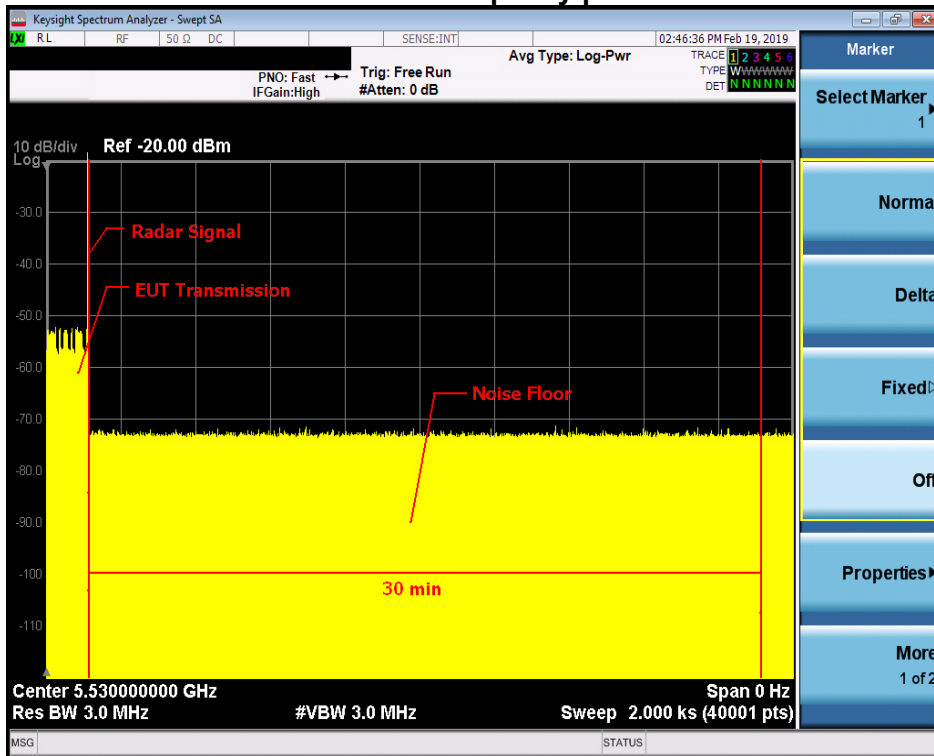 Keysight Spectrum Analyzer - Swept SA
LXI RL RF 50 Ω DC SENSE:INT 02:46:36 PM Feb 19, 2019
Avg Type: Log-Pwr
TRACE 1 2 3 4 5 6
TYPE WWWWWW
DET N N N N N N
PNO: Fast
IFGain:High
Trig: Free Run
#Atten: 0 dB
10 dB/div Ref -20.00 dBm
Log
-30.0
-40.0
-50.0
-60.0
-70.0
-80.0
-90.0
-100
-110
Radar Signal
EUT Transmission
Noise Floor
30 min
Center 5.530000000 GHz Span 0 Hz
Res BW 3.0 MHz #VBW 3.0 MHz Sweep 2.000 ks (40001 pts)
MSG STATUS
Marker
Select Marker
1
Norma
Delta
Fixed
Off
Properties
More
1 of 2